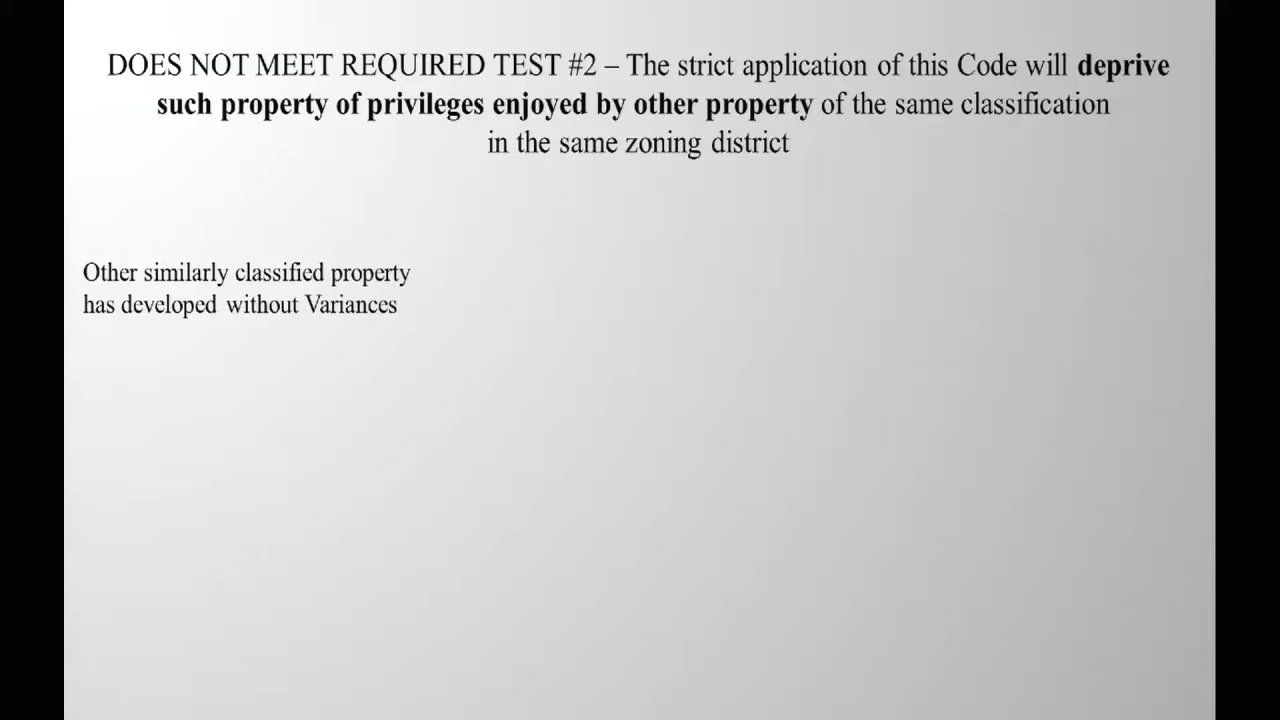 DOES NOT MEET REQUIRED TEST #2 – The strict application of this Code will deprive
such property of privileges enjoyed by other property of the same classification
in the same zoning district
Other similarly classified property
has developed without Variances